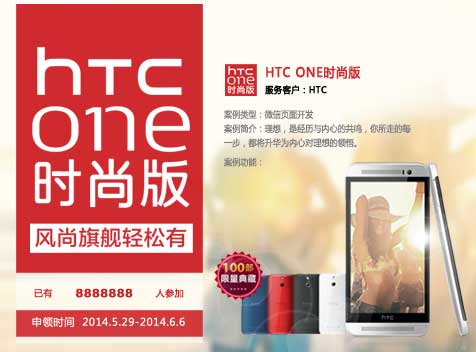 hTC
one
时尚版
风尚旗舰轻松有
已有 8888888 人参加
申领时间 2014.5.29-2014.6.6
hTC
one
时尚版
HTC ONE时尚版
服务客户：HTC
案例类型：微信页面开发
案例简介：理想，是经历与内心的共鸣，你所走的每
一步，都将升华为内心对理想的领悟。
案例功能：
100部
限量典藏
hTC